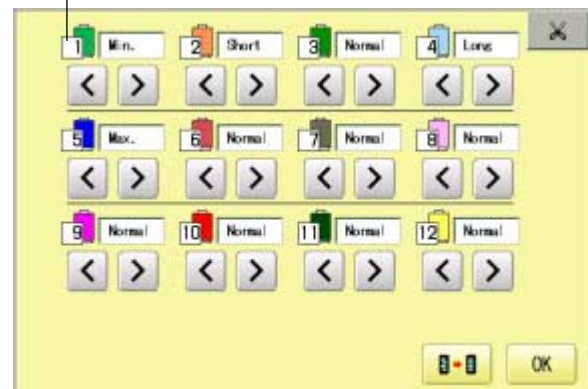 1 Min. 2 Short 3 Normal 4 Long
5 Max. 6 Normal 7 Normal 8 Normal
9 Normal 10 Normal 11 Normal 12 Normal
OK